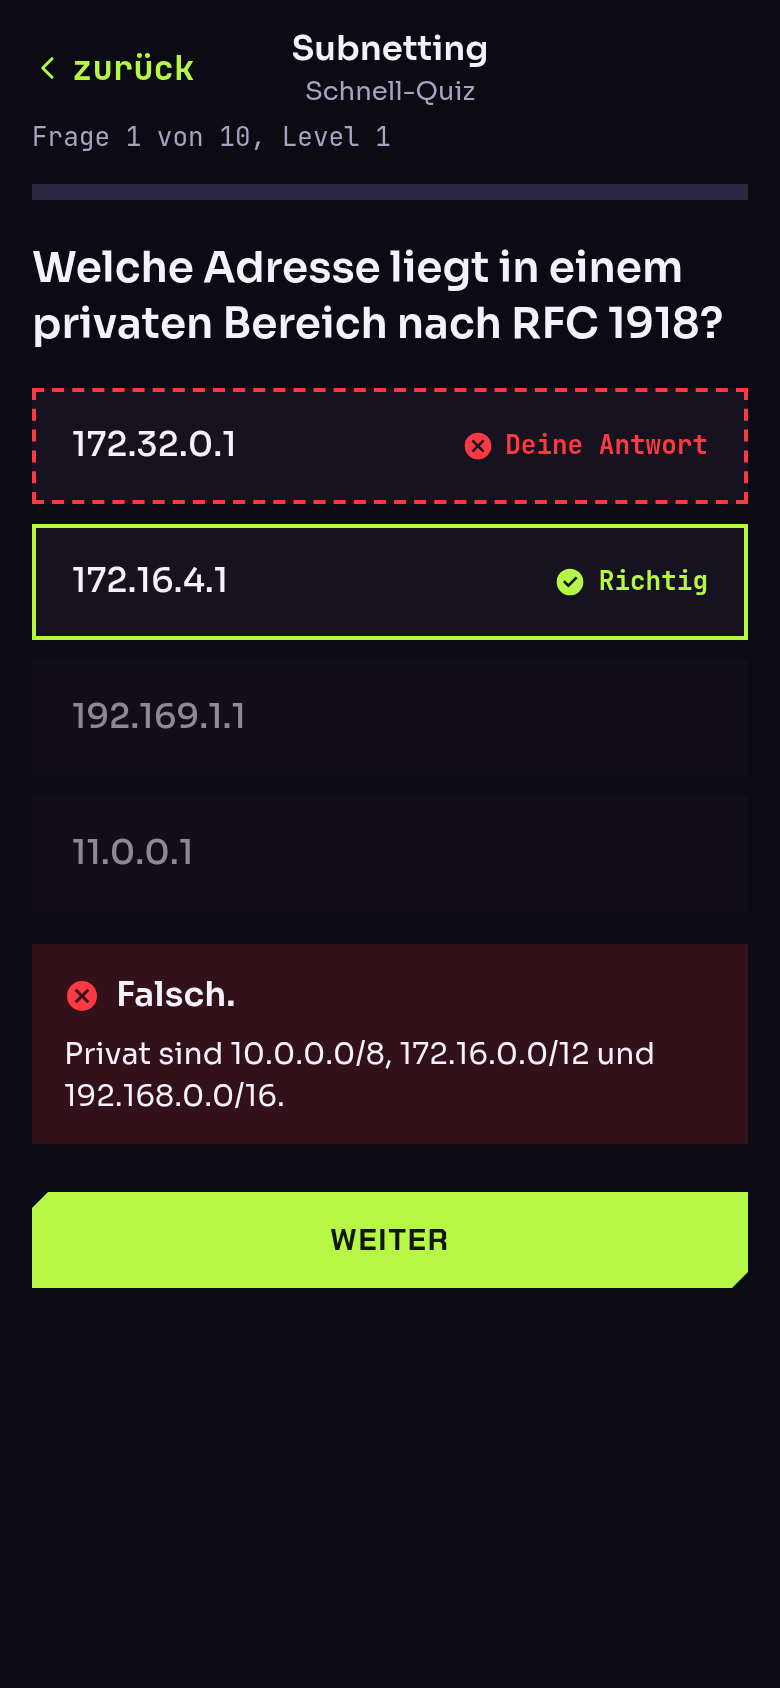 zurück
Subnetting
Schnell-Quiz
Frage 1 von 10, Level 1
Welche Adresse liegt in einem
privaten Bereich nach RFC 1918?
172.32.0.1 Deine Antwort
172.16.4.1 Richtig
192.169.1.1
11.0.0.1
Falsch.
Privat sind 10.0.0.0/8, 172.16.0.0/12 und
192.168.0.0/16.
WEITER